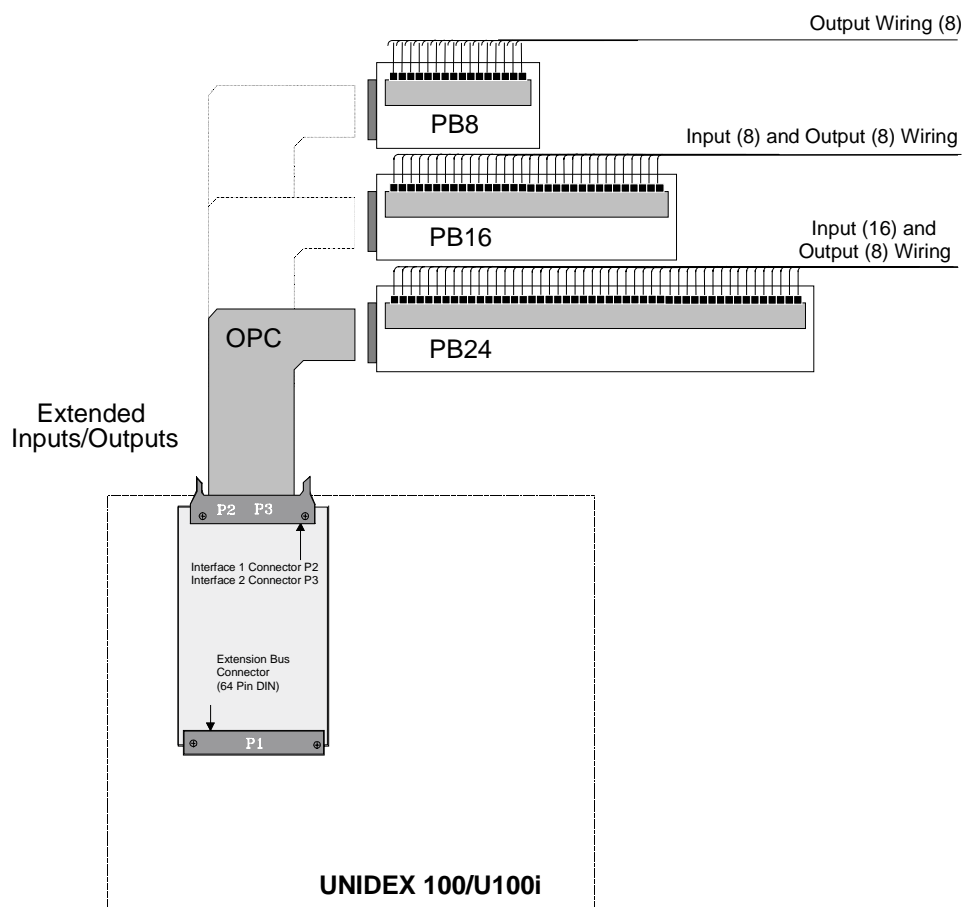 Output Wiring (8)
PB8
Input (8) and Output (8) Wiring
PB16
Input (16) and
Output (8) Wiring
OPC
PB24
Extended
Inputs/Outputs
P2 P3
Interface 1 Connector P2
Interface 2 Connector P3
Extension Bus
Connector
(64 Pin DIN)
P1
UNIDEX 100/U100i